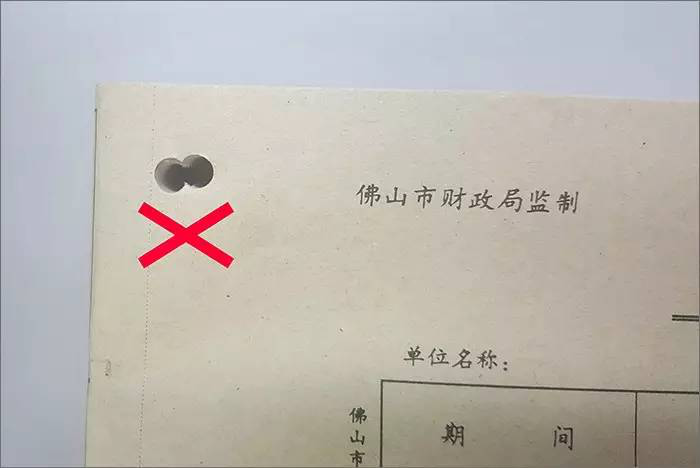 佛山市财政局监制
单位名称：
期 间
佛山市